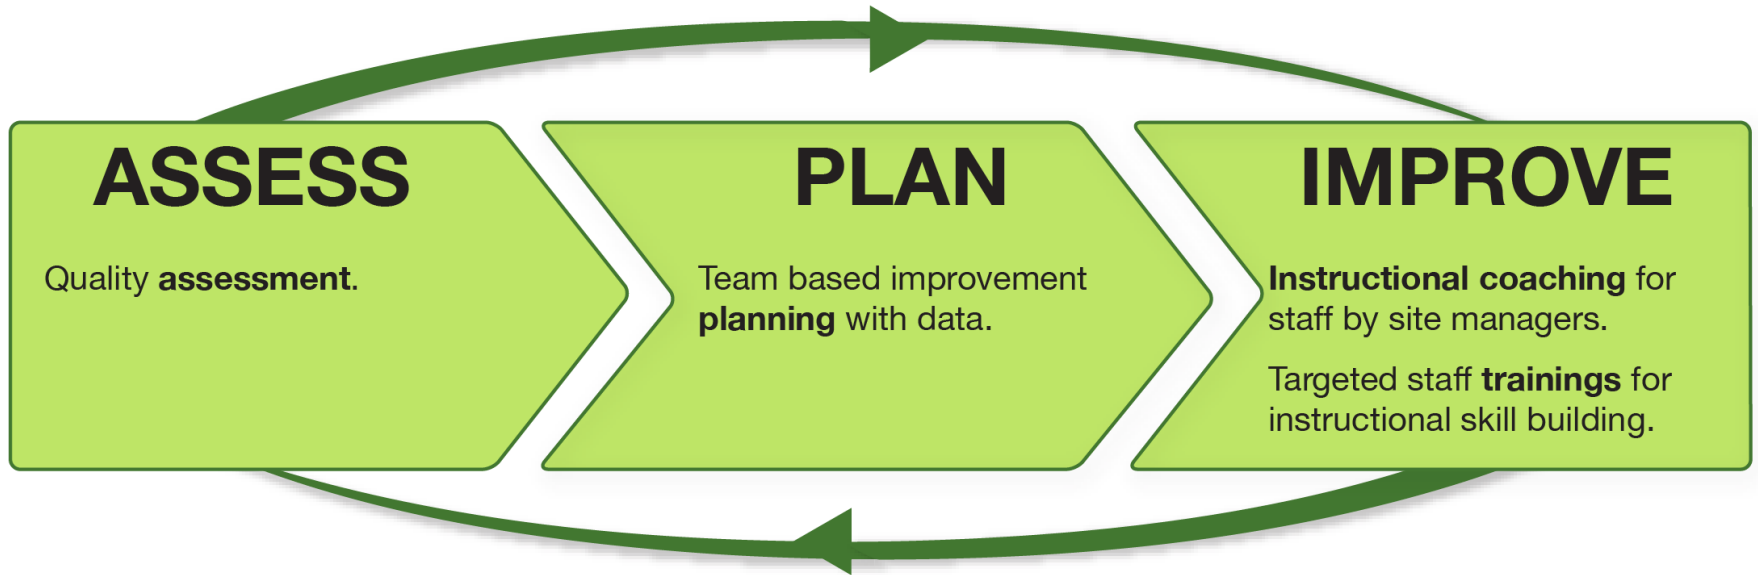 ASSESS
Quality assessment.
PLAN
Team based improvement
planning with data.
IMPROVE
Instructional coaching for
staff by site managers.
Targeted staff trainings for
instructional skill building.